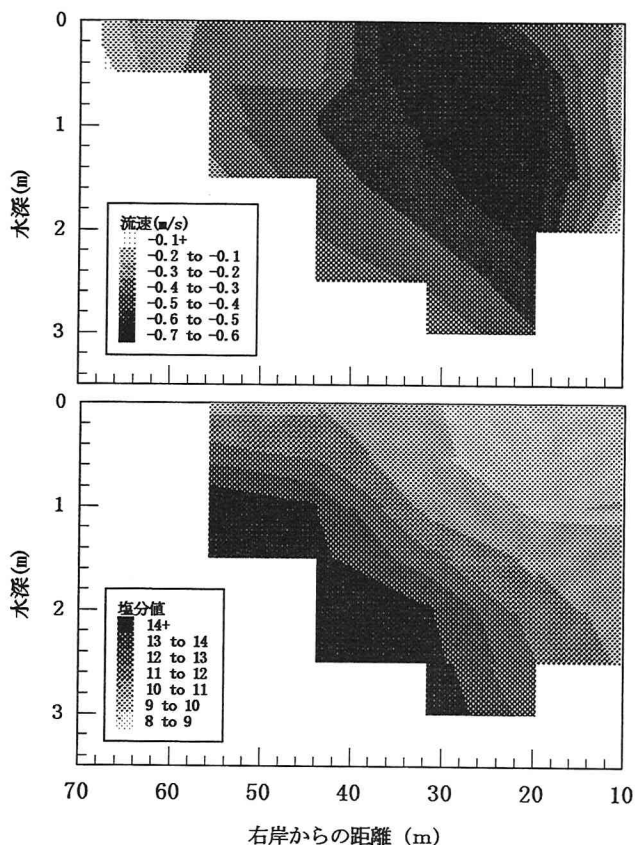 0
1
2
3
水深(m)
流速(m/s)
-0.1+
-0.2 to -0.1
-0.3 to -0.2
-0.4 to -0.3
-0.5 to -0.4
-0.6 to -0.5
-0.7 to -0.6
0
1
2
3
水深(m)
塩分値
14+
13 to 14
12 to 13
11 to 12
10 to 11
9 to 10
8 to 9
70 60 50 40 30 20 10
右岸からの距離 (m)